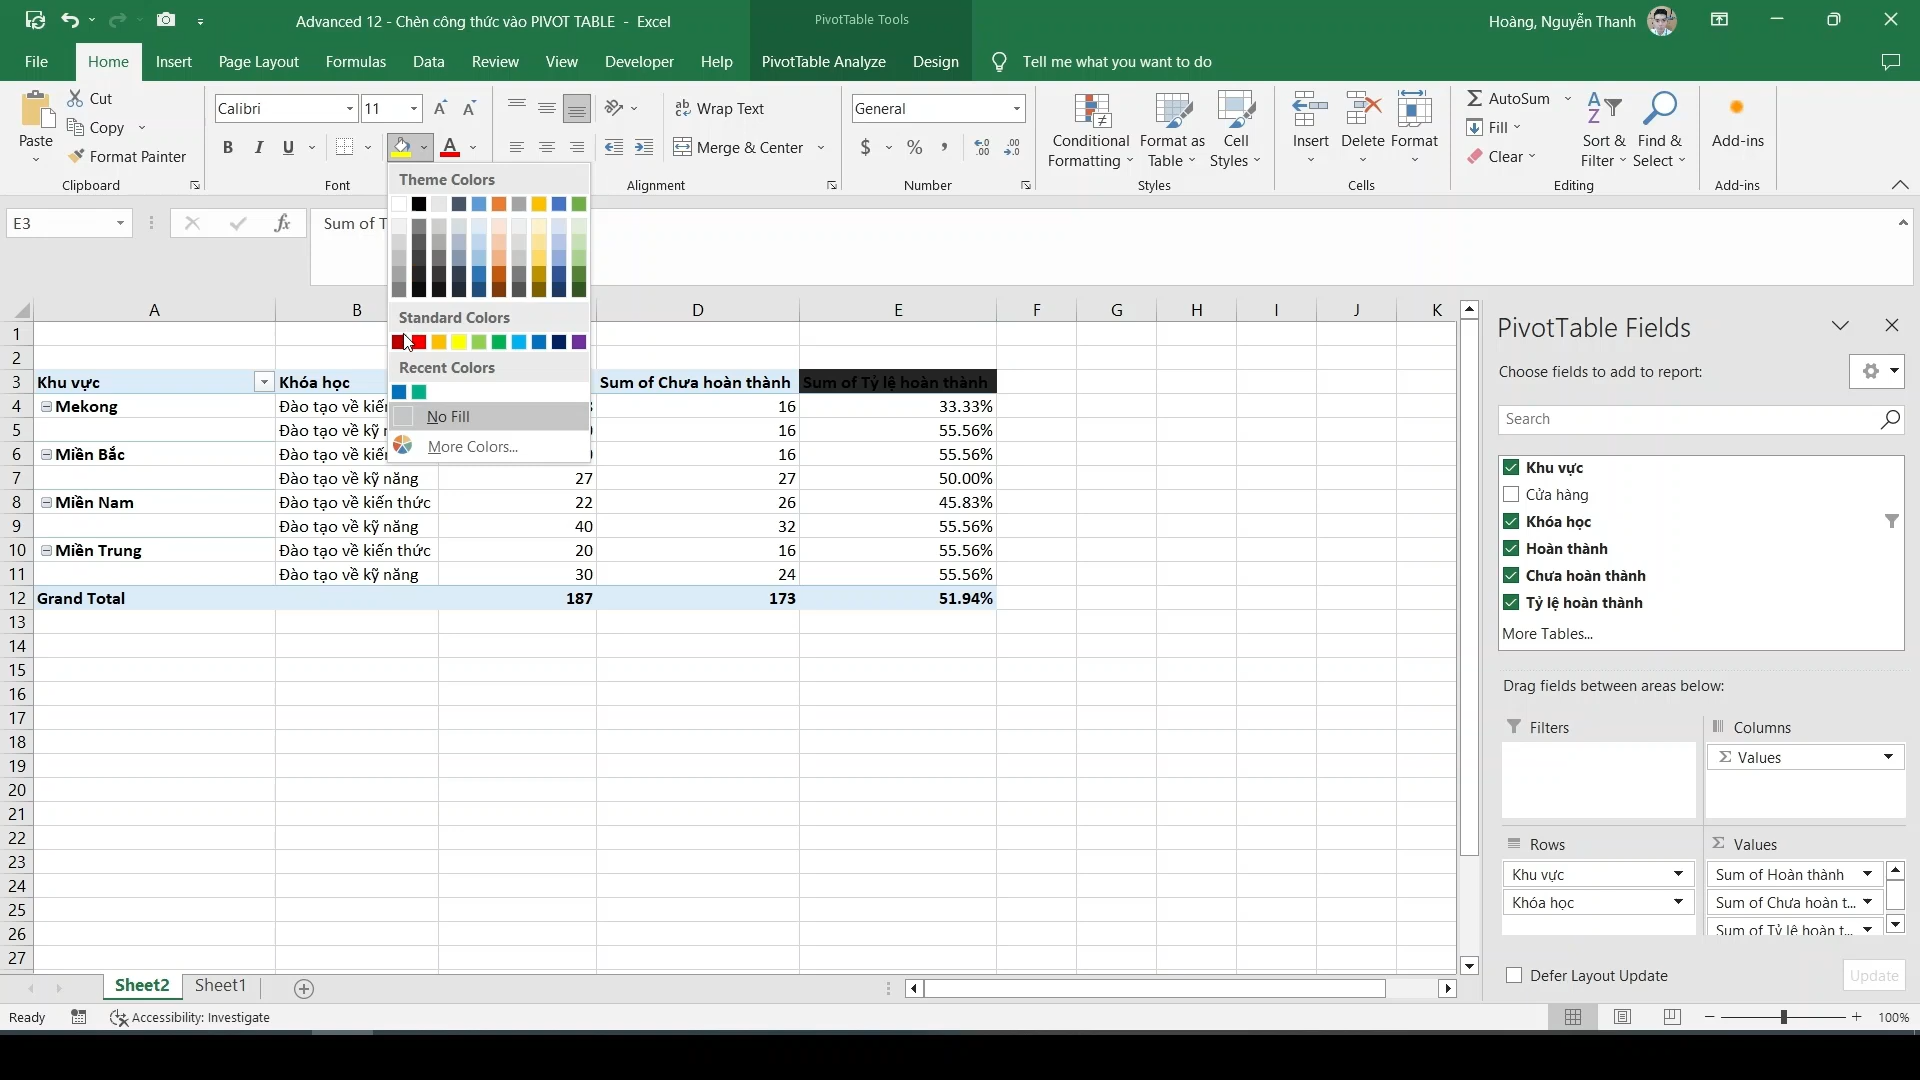 Advanced 12 - Chèn công thức vào PIVOT TABLE - Excel
PivotTable Tools
Hoàng, Nguyễn Thanh
File Home Insert Page Layout Formulas Data Review View Developer Help PivotTable Analyze Design Tell me what you want to do
Paste
Cut
Copy
Format Painter
Clipboard
Calibri 11
B I U
Font
Wrap Text
Merge & Center
Alignment
General
$ % ,
Number
Conditional Formatting
Format as Table
Cell Styles
Styles
Insert Delete Format
Cells
AutoSum
Fill
Clear
Sort & Filter
Find & Select
Editing
Add-ins
Add-ins
E3
fx
Sum of T
Theme Colors
Standard Colors
Recent Colors
No Fill
More Colors...
A B D E F G H I J K
1
2
3 Khu vực Khóa học Sum of Chưa hoàn thành Sum of Tỷ lệ hoàn thành
4 Mekong Đào tạo về kiế 16 33.33%
5 Đào tạo về kỹ 16 55.56%
6 Miền Bắc Đào tạo về kiế 16 55.56%
7 Đào tạo về kỹ năng 27 27 50.00%
8 Miền Nam Đào tạo về kiến thức 22 26 45.83%
9 Đào tạo về kỹ năng 40 32 55.56%
10 Miền Trung Đào tạo về kiến thức 20 16 55.56%
11 Đào tạo về kỹ năng 30 24 55.56%
12 Grand Total 187 173 51.94%
13
14
15
16
17
18
19
20
21
22
23
24
25
26
27
PivotTable Fields
Choose fields to add to report:
Search
Khu vực
Cửa hàng
Khóa học
Hoàn thành
Chưa hoàn thành
Tỷ lệ hoàn thành
More Tables...
Drag fields between areas below:
Filters
Columns
Σ Values
Rows
Khu vực
Khóa học
Σ Values
Sum of Hoàn thành
Sum of Chưa hoàn t...
Sum of Tỷ lệ hoàn t...
Defer Layout Update
Update
Sheet2 Sheet1
Ready
Accessibility: Investigate
100%